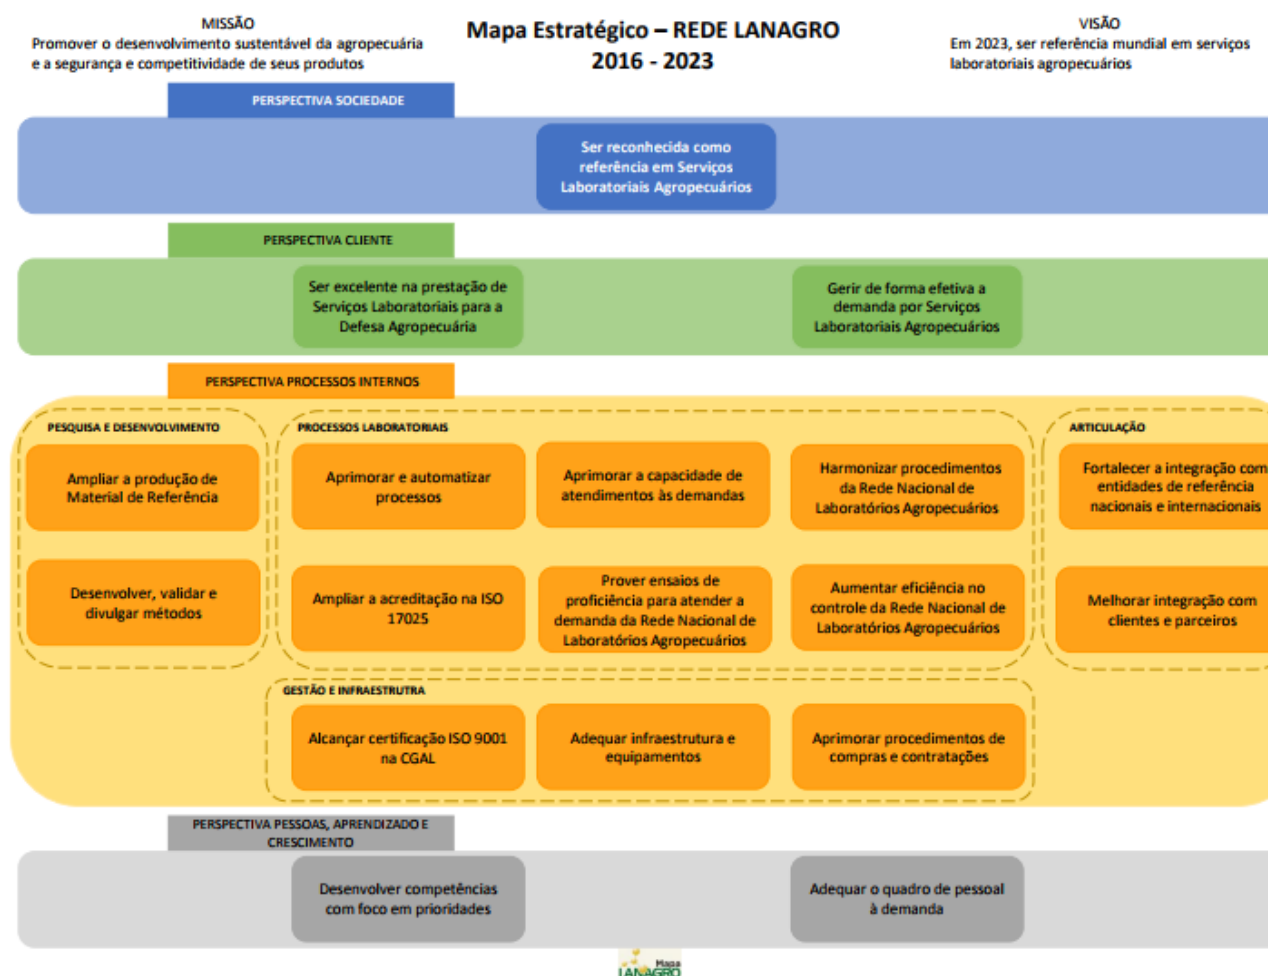 MISSÃO
Promover o desenvolvimento sustentável da agropecuária
e a segurança e competitividade de seus produtos
Mapa Estratégico – REDE LANAGRO
2016 - 2023
VISÃO
Em 2023, ser referência mundial em serviços
laboratoriais agropecuários
PERSPECTIVA SOCIEDADE
Ser reconhecida como
referência em Serviços
Laboratoriais Agropecuários
PERSPECTIVA CLIENTE
Ser excelente na prestação de
Serviços Laboratoriais para a
Defesa Agropecuária
Gerir de forma efetiva a
demanda por Serviços
Laboratoriais Agropecuários
PERSPECTIVA PROCESSOS INTERNOS
PESQUISA E DESENVOLVIMENTO
Ampliar a produção de
Material de Referência
Desenvolver, validar e
divulgar métodos
PROCESSOS LABORATORIAIS
Aprimorar e automatizar
processos
Aprimorar a capacidade de
atendimentos às demandas
Harmonizar procedimentos
da Rede Nacional de
Laboratórios Agropecuários
Ampliar a acreditação na ISO
17025
Prover ensaios de
proficiência para atender a
demanda da Rede Nacional de
Laboratórios Agropecuários
Aumentar eficiência no
controle da Rede Nacional de
Laboratórios Agropecuários
ARTICULAÇÃO
Fortalecer a integração com
entidades de referência
nacionais e internacionais
Melhorar integração com
clientes e parceiros
GESTÃO E INFRAESTRUTRA
Alcançar certificação ISO 9001
na CGAL
Adequar infraestrutura e
equipamentos
Aprimorar procedimentos de
compras e contratações
PERSPECTIVA PESSOAS, APRENDIZADO E
CRESCIMENTO
Desenvolver competências
com foco em prioridades
Adequar o quadro de pessoal
à demanda
Mapa
LANAGRO